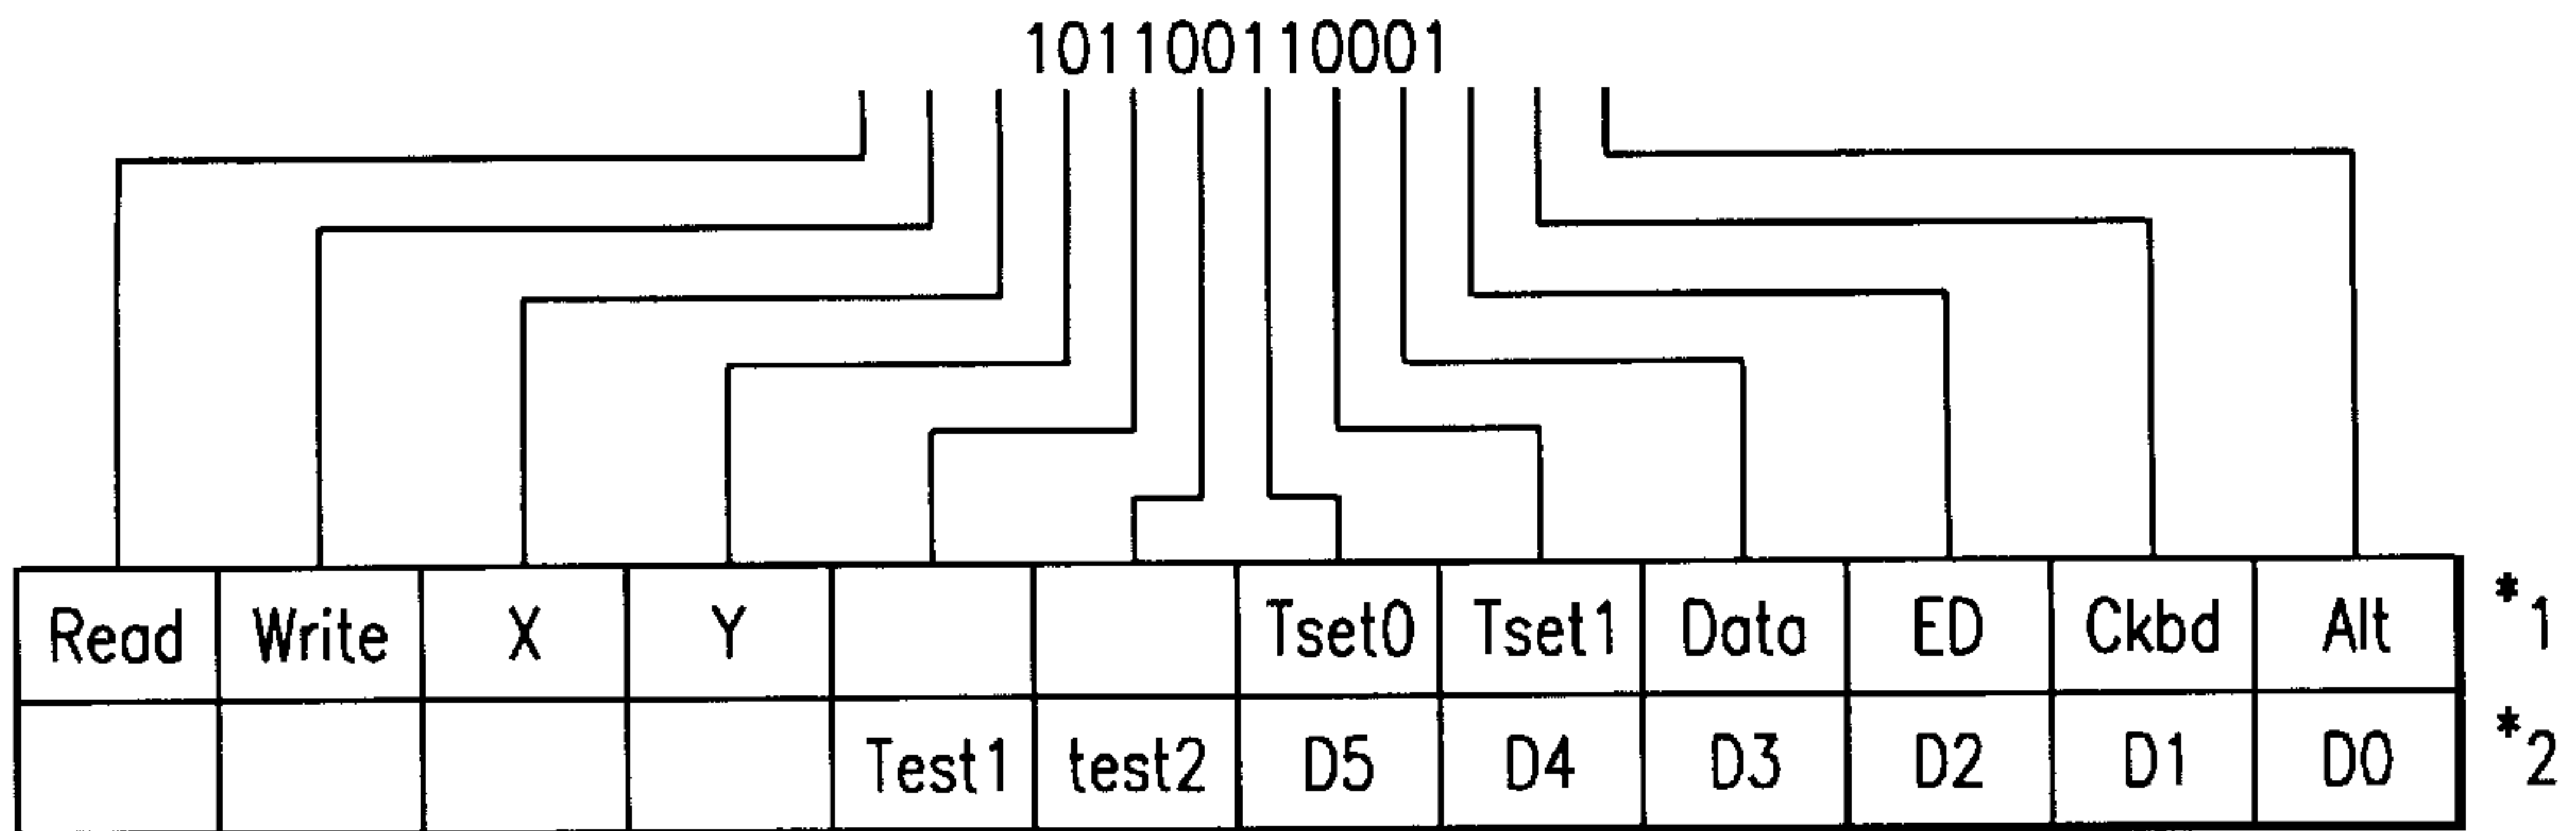 101100110001
Read Write X Y Tset0 Tset1 Data ED Ckbd Alt *1
Test1 test2 D5 D4 D3 D2 D1 D0 *2